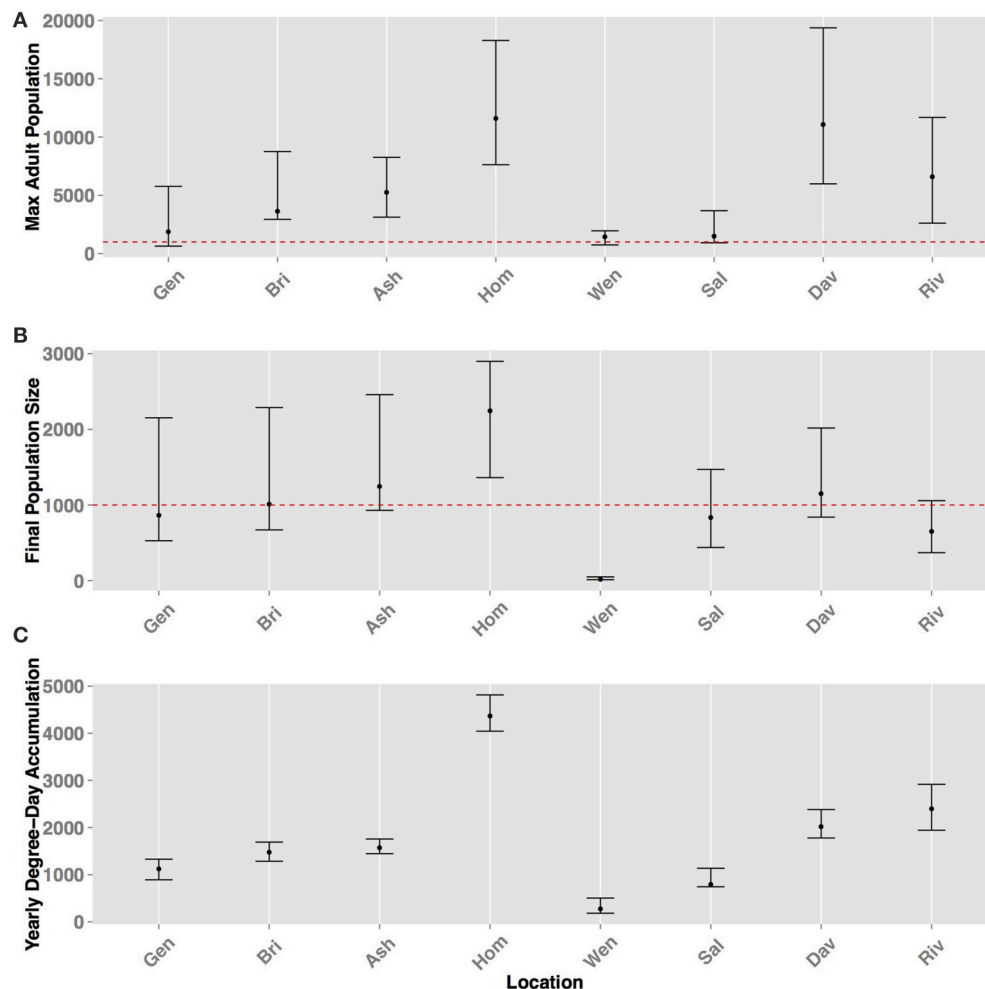 A
Max Adult Population
20000
15000
10000
5000
0
Gen Bri Ash Hom Wen Sal Dav Riv
B
Final Population Size
3000
2000
1000
0
Gen Bri Ash Hom Wen Sal Dav Riv
C
Yearly Degree-Day Accumulation
5000
4000
3000
2000
1000
0
Gen Bri Ash Hom Wen Sal Dav Riv
Location